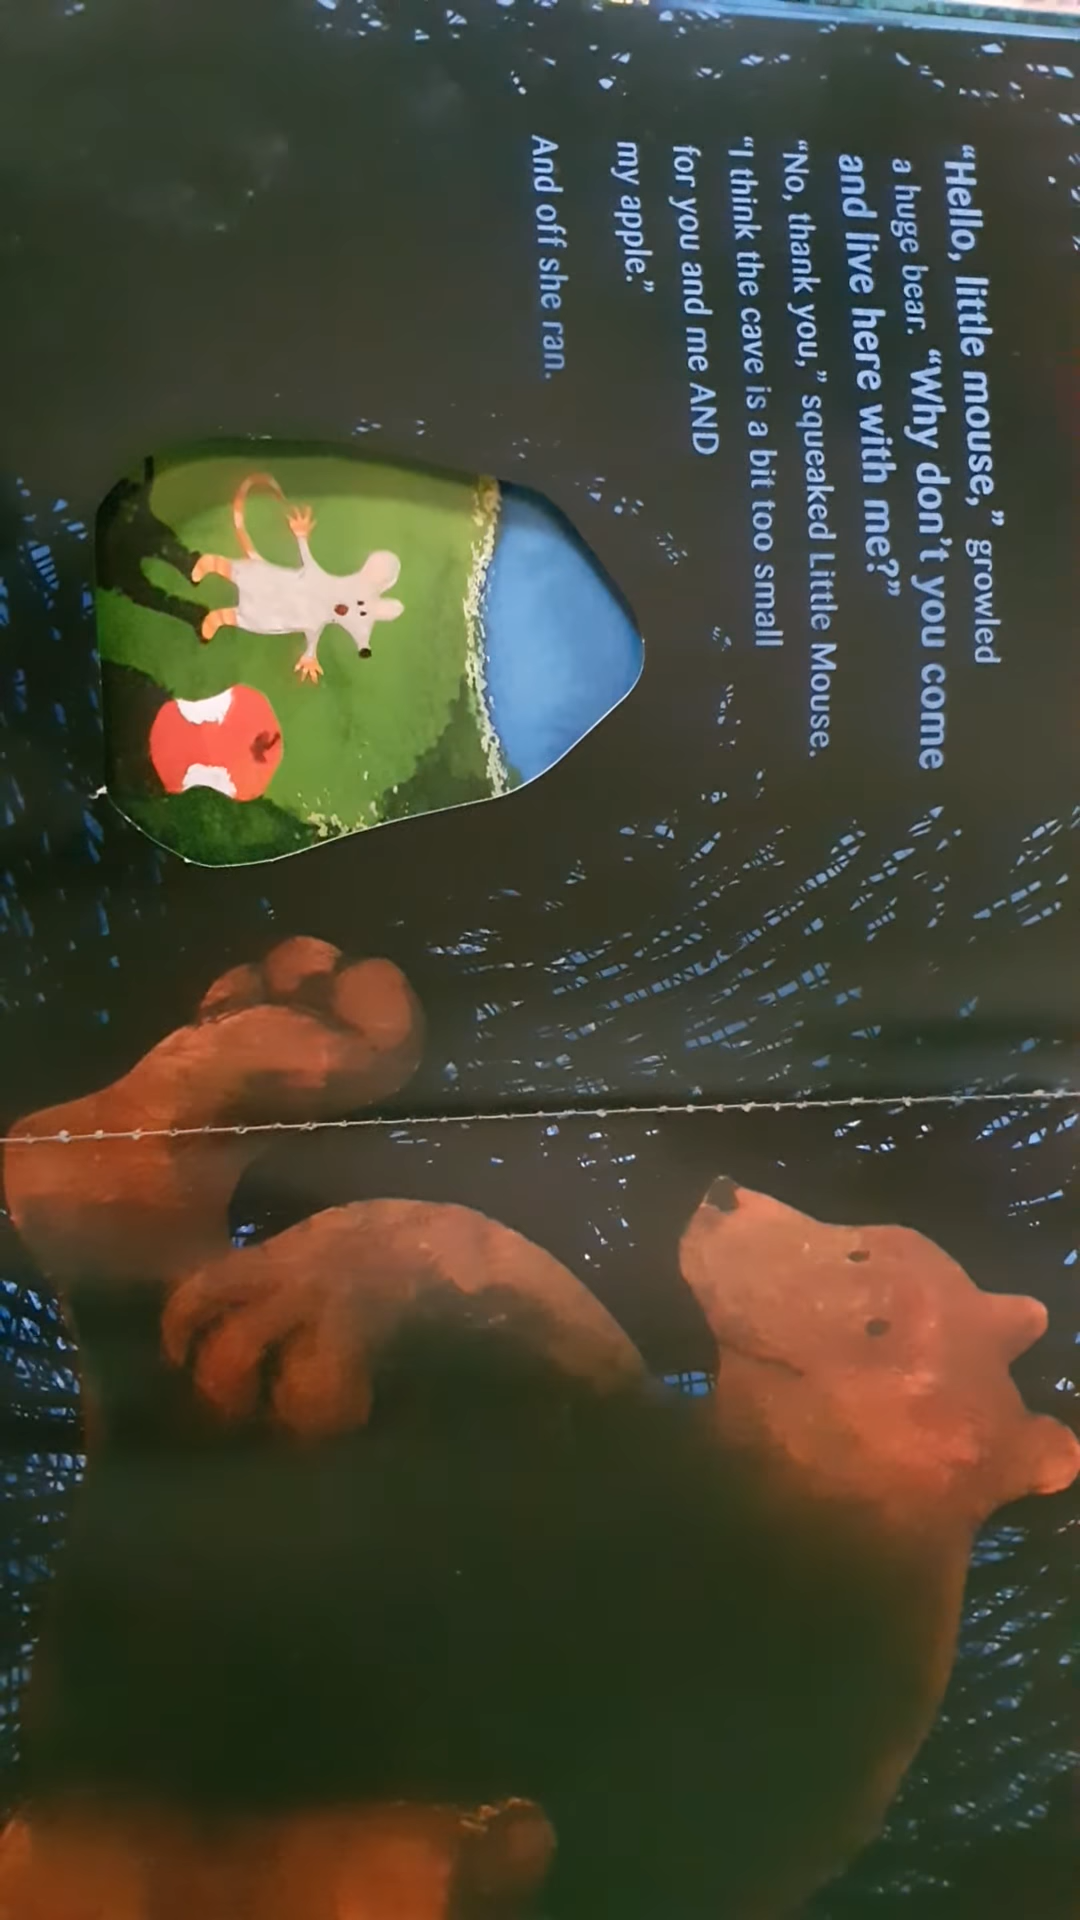 “Hello, little mouse,” growled
a huge bear. “Why don’t you come
and live here with me?”
“No, thank you,” squeaked Little Mouse.
“I think the cave is a bit too small
for you and me AND
my apple.”
And off she ran.